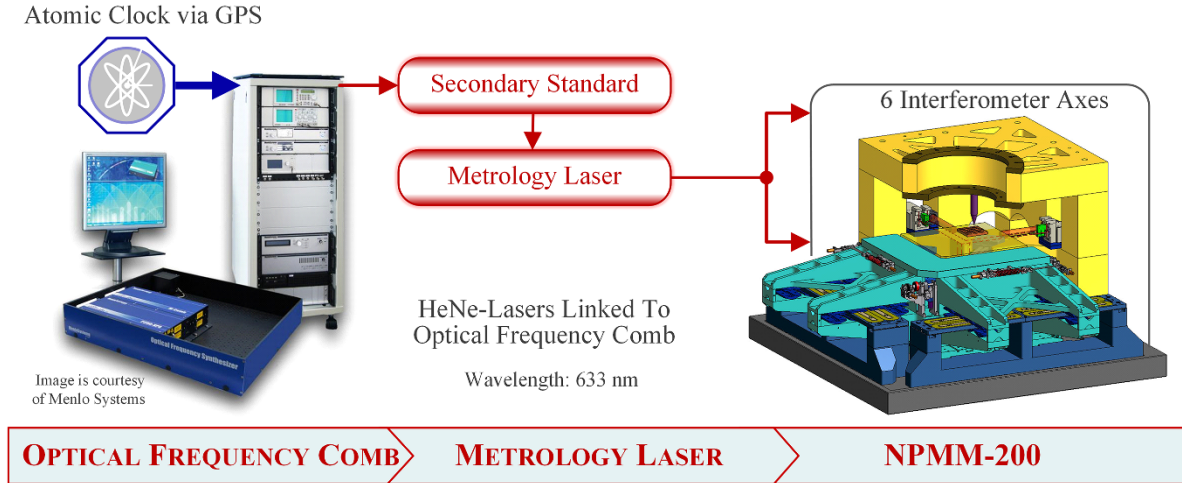 Atomic Clock via GPS
Secondary Standard
6 Interferometer Axes
Metrology Laser
HeNe-Lasers Linked To
Optical Frequency Comb
Wavelength: 633 nm
Optical Frequency Synthesizer
Image is courtesy
of Menlo Systems
OPTICAL FREQUENCY COMB
METROLOGY LASER
NPMM-200